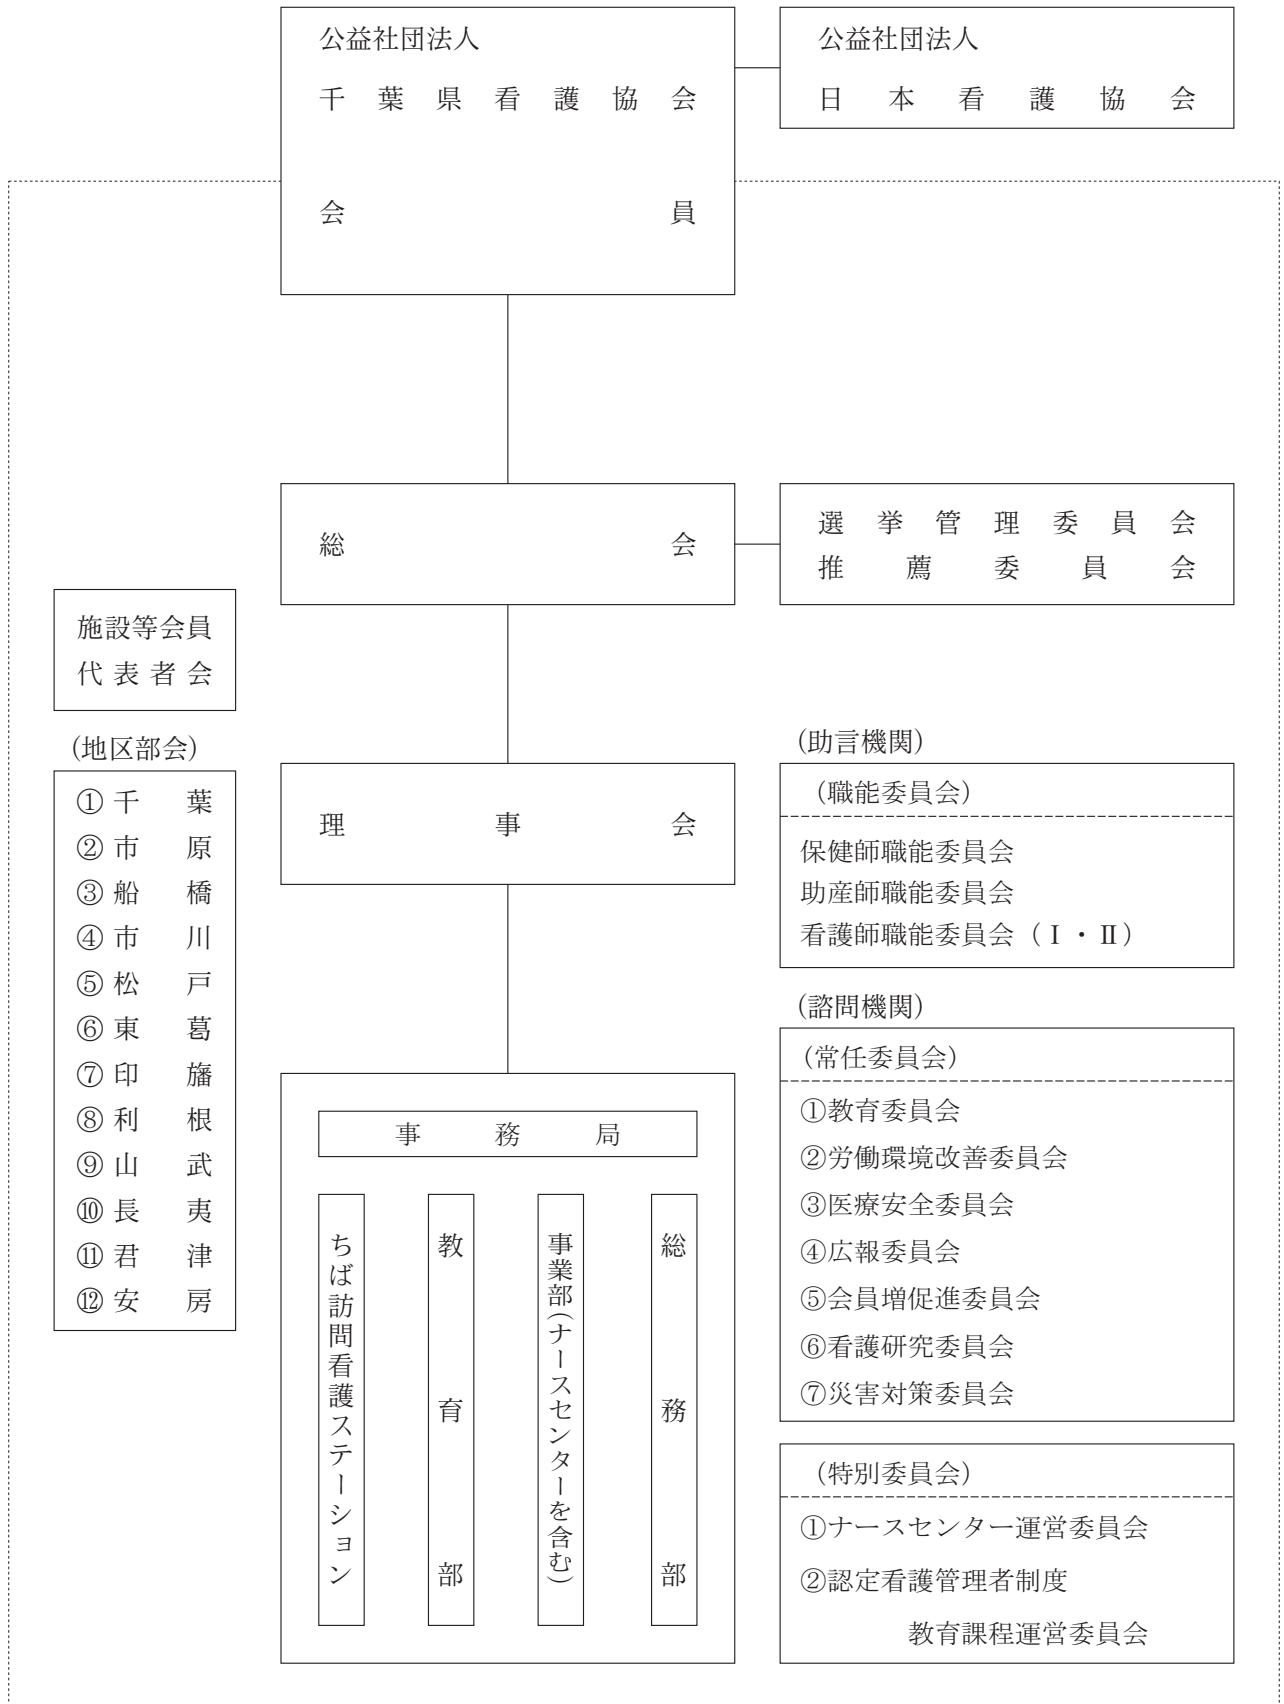 公益社団法人
千葉県看護協会
会員
公益社団法人
日本看護協会
総会
選挙管理委員会
推薦委員会
施設等会員
代表者会
(地区部会)
①千葉
②市原
③船橋
④市川
⑤松戸
⑥東葛
⑦印旛
⑧利根
⑨山武
⑩長夷
⑪君津
⑫安房
理事会
(助言機関)
(職能委員会)
保健師職能委員会
助産師職能委員会
看護師職能委員会(Ⅰ・Ⅱ)
(諮問機関)
(常任委員会)
①教育委員会
②労働環境改善委員会
③医療安全委員会
④広報委員会
⑤会員増促進委員会
⑥看護研究委員会
⑦災害対策委員会
(特別委員会)
①ナースセンター運営委員会
②認定看護管理者制度
教育課程運営委員会
事務局
総務部
事業部(ナースセンターを含む)
教育部
ちば訪問看護ステーション